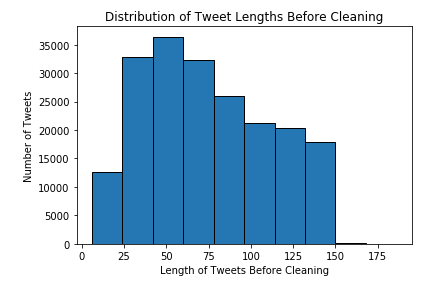 Distribution of Tweet Lengths Before Cleaning
35000
30000
25000
20000
15000
10000
5000
0
Number of Tweets
0 25 50 75 100 125 150 175
Length of Tweets Before Cleaning